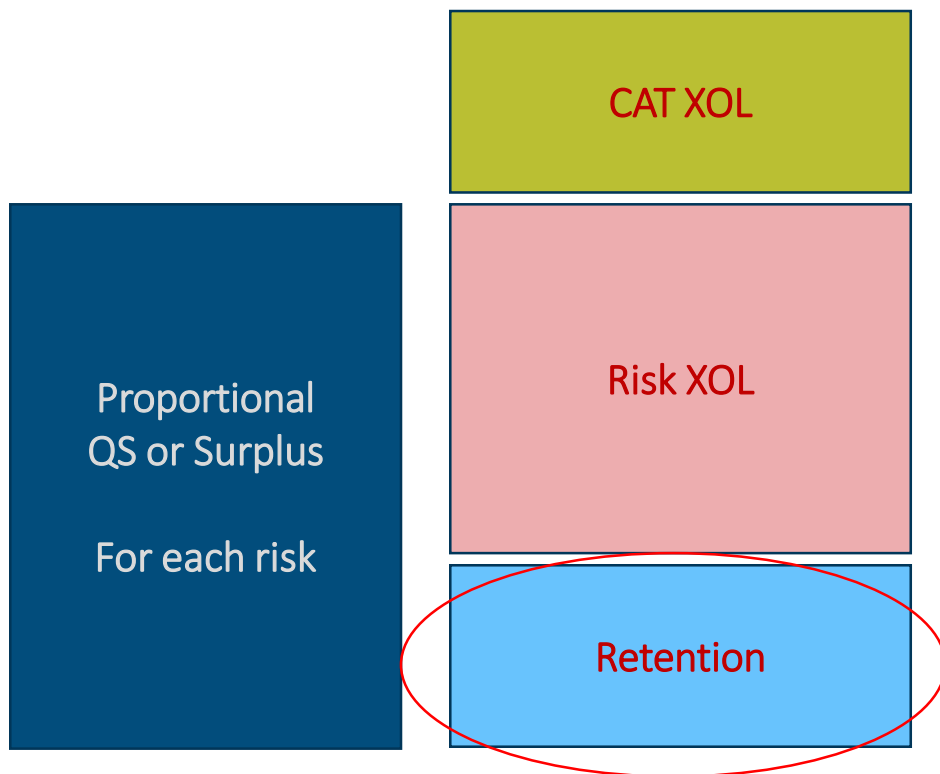 CAT XOL
Risk XOL
Proportional
QS or Surplus
For each risk
Retention